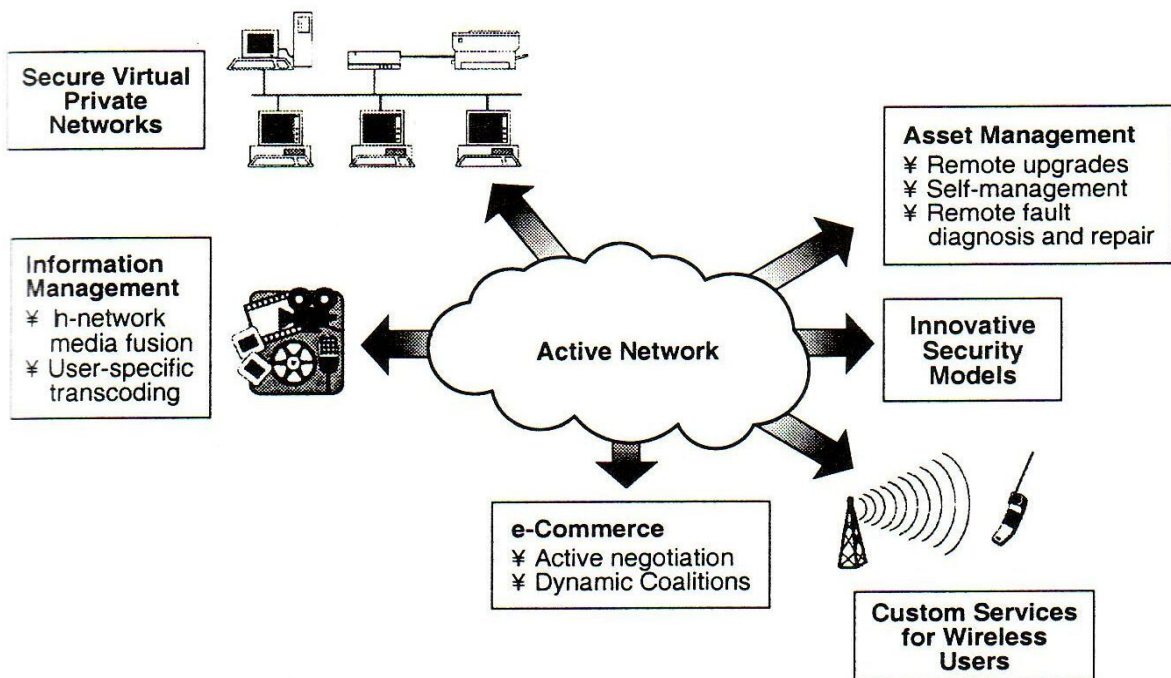 Secure Virtual
Private
Networks
Asset Management
¥ Remote upgrades
¥ Self-management
¥ Remote fault
diagnosis and repair
Information
Management
¥ In-network
media fusion
¥ User-specific
transcoding
Active Network
Innovative
Security
Models
e-Commerce
¥ Active negotiation
¥ Dynamic Coalitions
Custom Services
for Wireless
Users